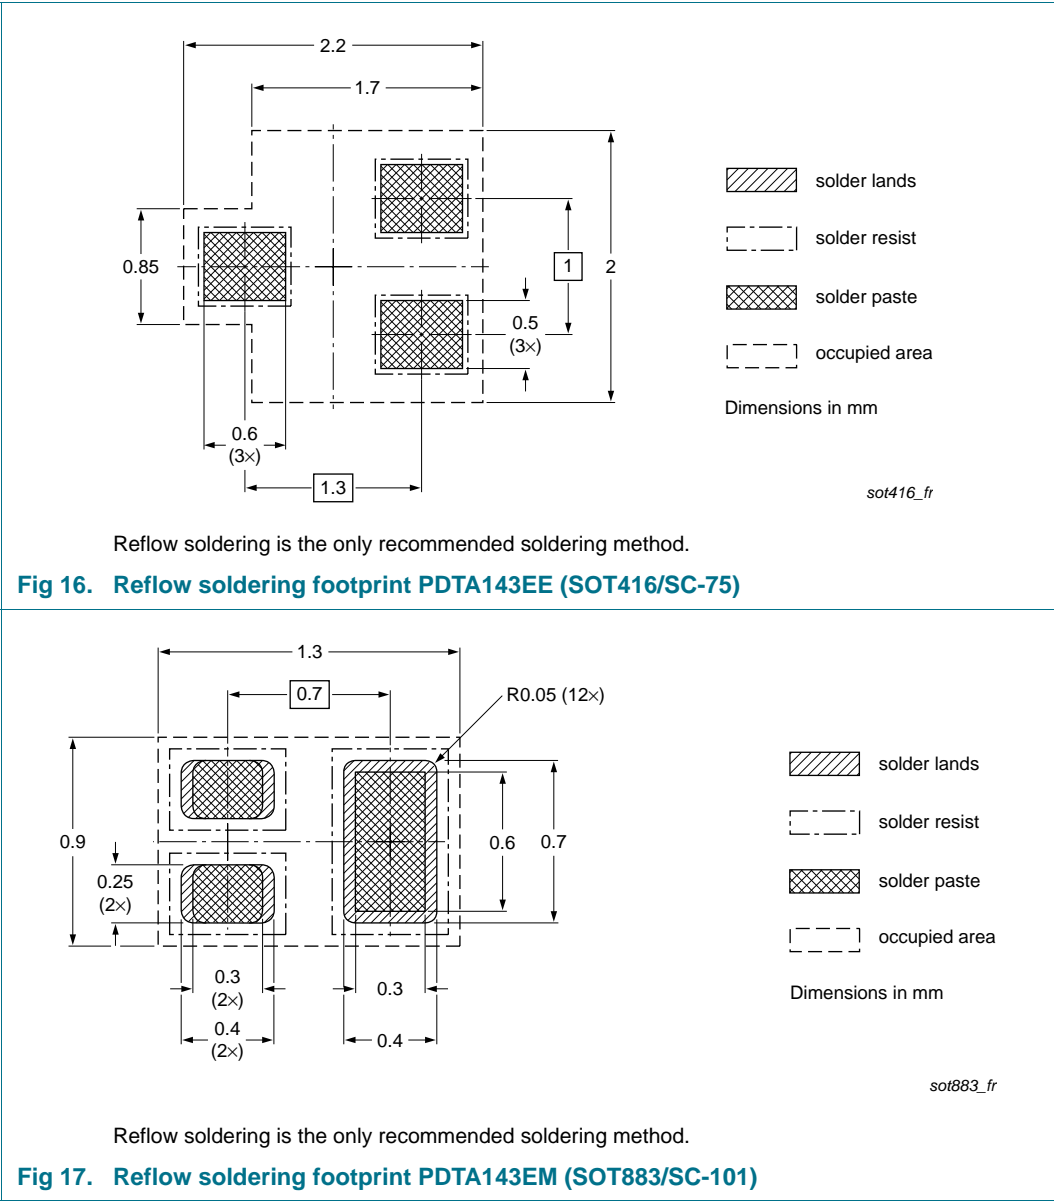 2.2
1.7
0.85
1
2
0.5
(3×)
0.6
(3×)
1.3
solder lands
solder resist
solder paste
occupied area
Dimensions in mm
sot416_fr
Reflow soldering is the only recommended soldering method.
Fig 16. Reflow soldering footprint PDTA143EE (SOT416/SC-75)
1.3
0.7
R0.05 (12×)
0.9
0.25
(2×)
0.6
0.7
0.3
(2×)
0.3
0.4
(2×)
0.4
solder lands
solder resist
solder paste
occupied area
Dimensions in mm
sot883_fr
Reflow soldering is the only recommended soldering method.
Fig 17. Reflow soldering footprint PDTA143EM (SOT883/SC-101)